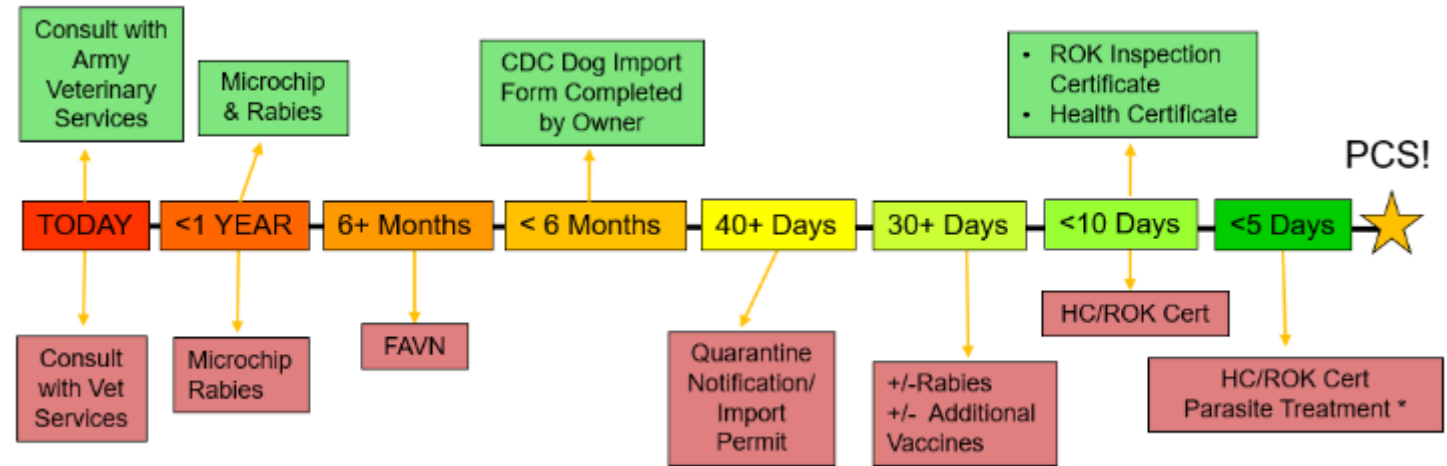 Consult with
Army
Veterinary
Services
Microchip
& Rabies
CDC Dog Import
Form Completed
by Owner
• ROK Inspection
Certificate
• Health Certificate
PCS!
TODAY
<1 YEAR
6+ Months
< 6 Months
40+ Days
30+ Days
<10 Days
<5 Days
Consult
with Vet
Services
Microchip
Rabies
FAVN
Quarantine
Notification/
Import
Permit
+/-Rabies
+/- Additional
Vaccines
HC/ROK Cert
HC/ROK Cert
Parasite Treatment *